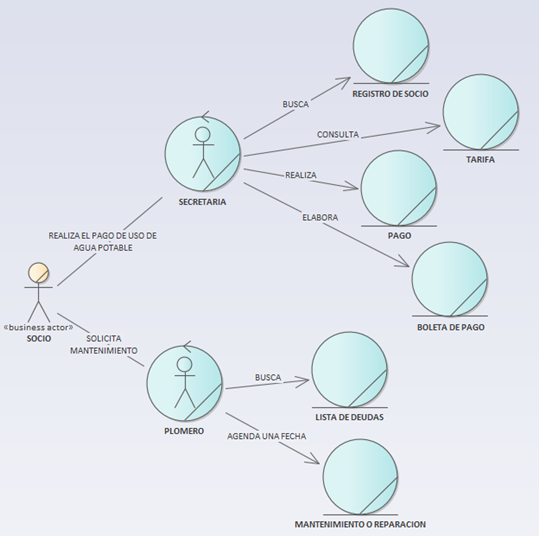 REGISTRO DE SOCIO
BUSCA
CONSULTA
TARIFA
REALIZA
SECRETARIA
ELABORA
PAGO
REALIZA EL PAGO DE USO DE
AGUA POTABLE
«business actor»
SOCIO
BOLETA DE PAGO
SOLICITA
MANTENIMIENTO
BUSCA
LISTA DE DEUDAS
PLOMERO
AGENDA UNA FECHA
MANTENIMIENTO O REPARACION